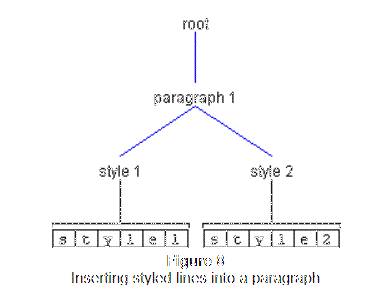 root
paragraph 1
style 1 style 2
s t y l e 1 s t y l e 2
Figure 8
Inserting styled lines into a paragraph